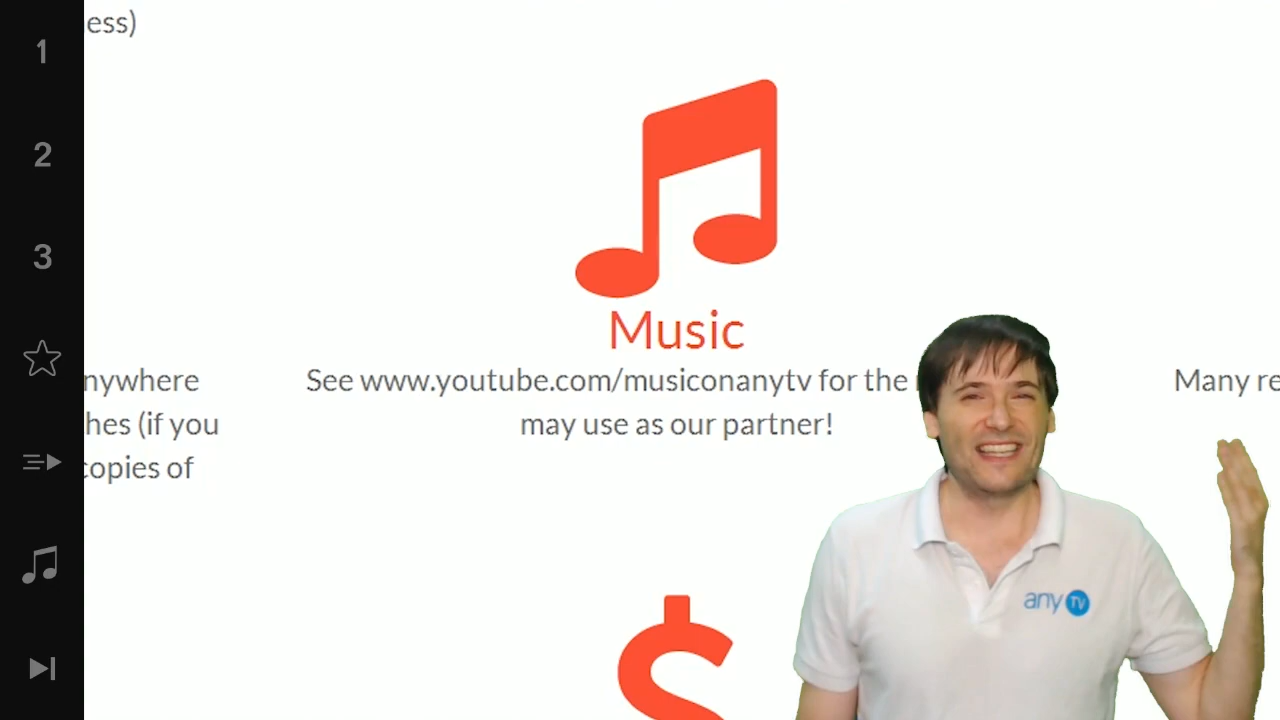 ess)
1
2
3
Music
nywhere
See www.youtube.com/musiconanytv for the
Many re
hes (if you
may use as our partner!
copies of
any TV
$